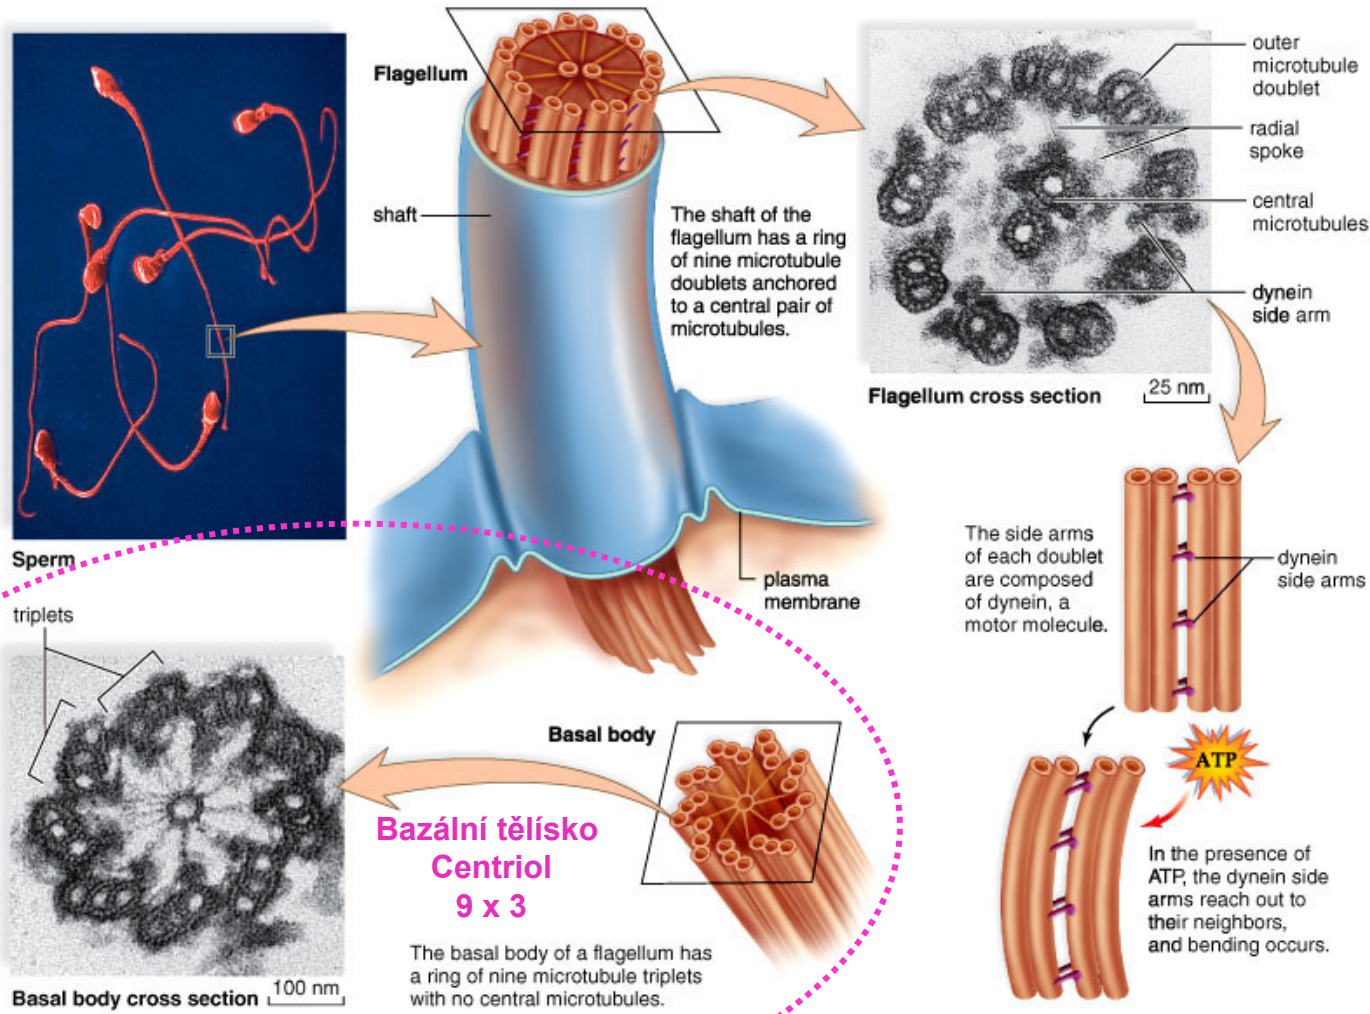 Flagellum
shaft
The shaft of the
flagellum has a ring
of nine microtubule
doublets anchored
to a central pair of
microtubules.
outer
microtubule
doublet
radial
spoke
central
microtubules
dynein
side arm
Flagellum cross section
25 nm
Sperm
plasma
membrane
The side arms
of each doublet
are composed
of dynein, a
motor molecule.
dynein
side arms
triplets
Basal body
Bazální tělísko
Centriol
9 x 3
The basal body of a flagellum has
a ring of nine microtubule triplets
with no central microtubules.
Basal body cross section
100 nm
ATP
In the presence of
ATP, the dynein side
arms reach out to
their neighbors,
and bending occurs.